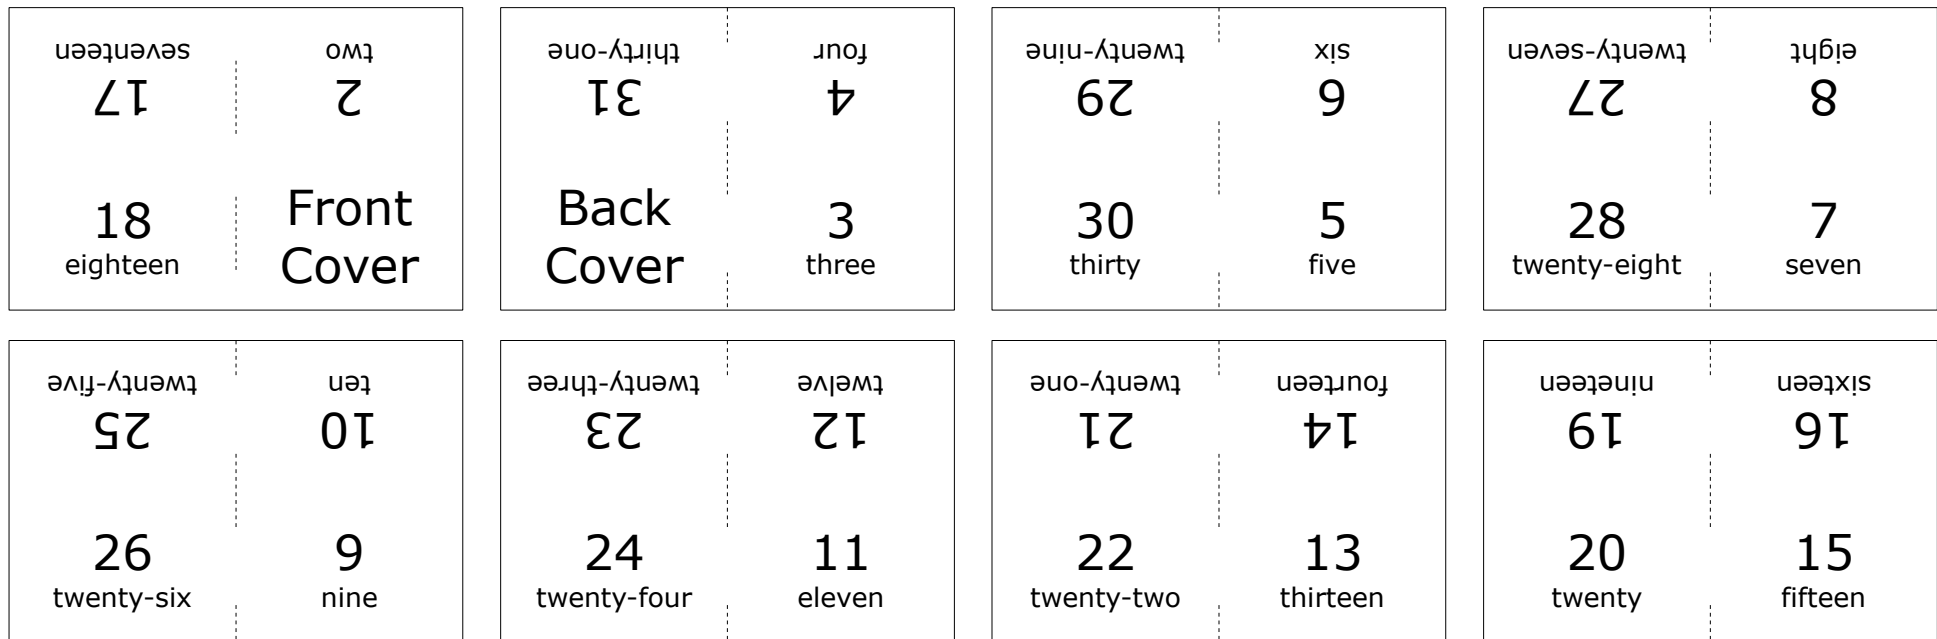 seventeen two
17 2
18 Front
eighteen Cover
thirty-one four
31 4
Back 3
Cover three
twenty-nine six
29 6
30 5
thirty five
twenty-seven eight
27 8
28 7
twenty-eight seven
twenty-five ten
25 10
26 9
twenty-six nine
twenty-three twelve
23 12
24 11
twenty-four eleven
twenty-one fourteen
21 14
22 13
twenty-two thirteen
nineteen sixteen
19 16
20 15
twenty fifteen